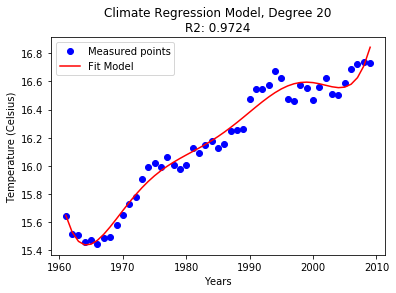 Climate Regression Model, Degree 20
R2: 0.9724
Measured points
Fit Model
Temperature (Celsius)
16.8
16.6
16.4
16.2
16.0
15.8
15.6
15.4
1960
1970
1980
1990
2000
2010
Years